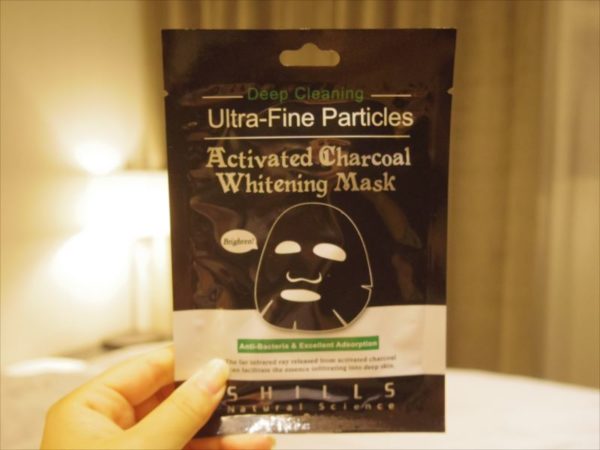 Deep Cleaning
Ultra-Fine Particles
Activated Charcoal
Whitening Mask
Brighten!
Anti-Bacteria & Excellent Adsorption
The far infrared ray released from activated charcoal
can facilitate the essence infiltrating into deep skin.
SHILLS
Natural Science